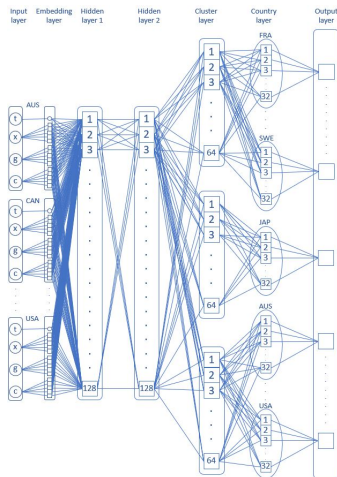 Input layer
Embedding layer
Hidden layer 1
Hidden layer 2
Cluster layer
Country layer
Output layer
AUS
t
x
g
c
CAN
t
x
g
c
USA
t
x
g
c
1
2
3
128
1
2
3
128
1
2
3
64
1
2
3
64
1
2
3
64
FRA
1
2
3
32
SWE
1
2
3
32
JAP
1
2
3
32
AUS
1
2
3
32
USA
1
2
3
32